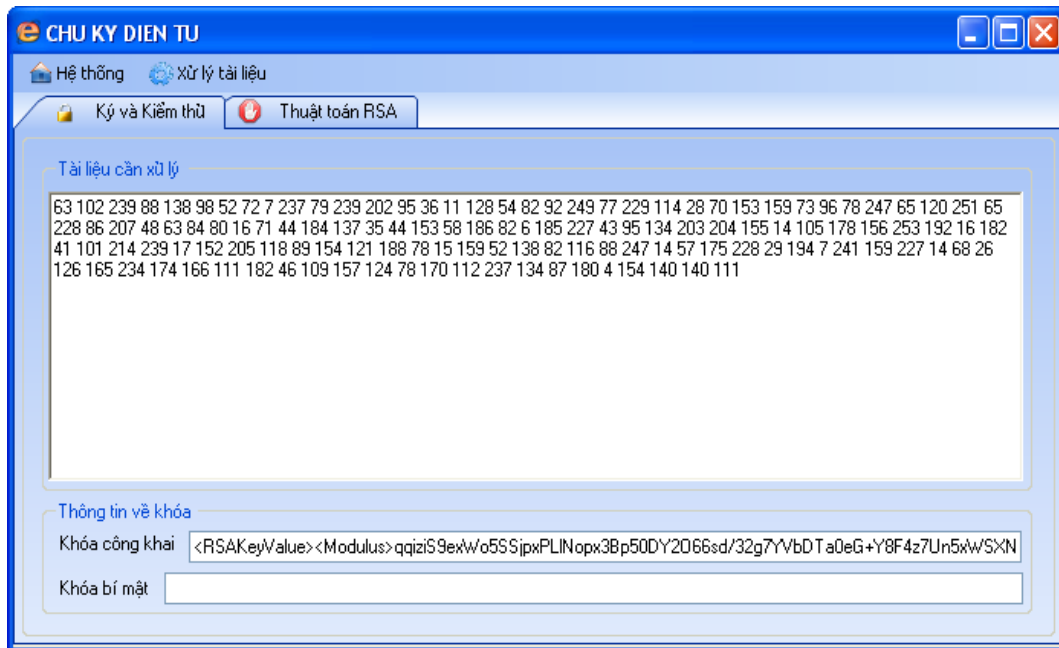 CHU KY DIEN TU
Hệ thống Xử lý tài liệu
Ký và Kiểm thử Thuật toán RSA
Tài liệu cần xử lý
63 102 239 88 138 98 52 72 7 237 79 239 202 95 36 11 128 54 82 92 249 77 229 114 28 70 153 159 73 96 78 247 65 120 251 65
228 86 207 48 63 84 80 16 71 44 184 137 35 44 153 58 186 82 6 185 227 43 95 134 203 204 155 14 105 178 156 253 192 16 182
41 101 214 239 17 152 205 118 89 154 121 188 78 15 159 52 138 82 116 88 247 14 57 175 228 29 194 7 241 159 227 14 68 26
126 165 234 174 166 111 182 46 109 157 124 78 170 112 237 134 87 180 4 154 140 140 111
Thông tin về khóa
Khóa công khai <RSAKeyValue><Modulus>qqiziS9exWo5SSjpxPLlNopx3Bp50DY2O66sd/32g7YVbDTa0eG+Y8F4z7Un5xWSXN
Khóa bí mật